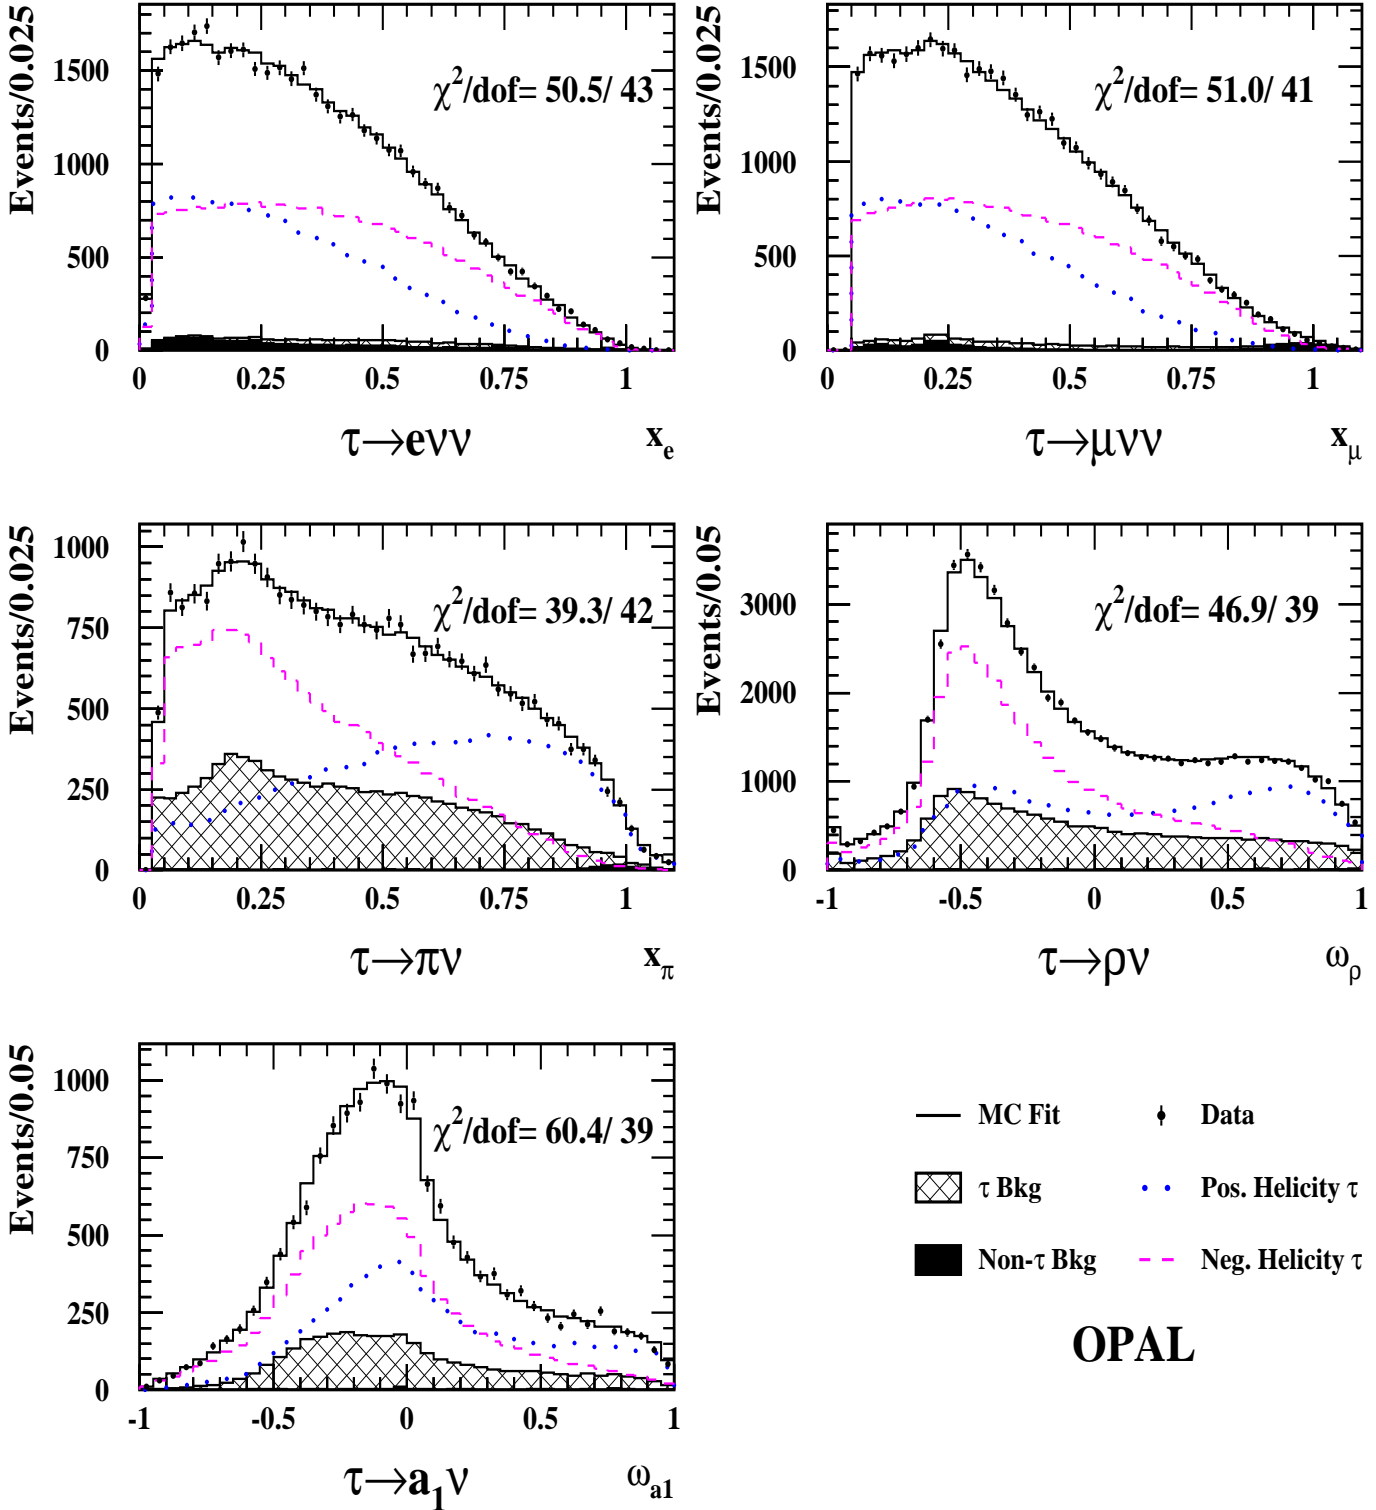 Events/0.025
1500
1000
500
0
χ²/dof= 50.5/ 43
0 0.25 0.5 0.75 1
τ→eνν x_e
Events/0.025
1500
1000
500
0
χ²/dof= 51.0/ 41
0 0.25 0.5 0.75 1
τ→μνν x_μ
Events/0.025
1000
750
500
250
0
χ²/dof= 39.3/ 42
0 0.25 0.5 0.75 1
τ→πν x_π
Events/0.05
3000
2000
1000
0
χ²/dof= 46.9/ 39
-1 -0.5 0 0.5 1
τ→ρν ω_ρ
Events/0.05
1000
750
500
250
0
χ²/dof= 60.4/ 39
-1 -0.5 0 0.5 1
τ→a₁ν ω_a1
MC Fit Data
τ Bkg Pos. Helicity τ
Non-τ Bkg Neg. Helicity τ
OPAL